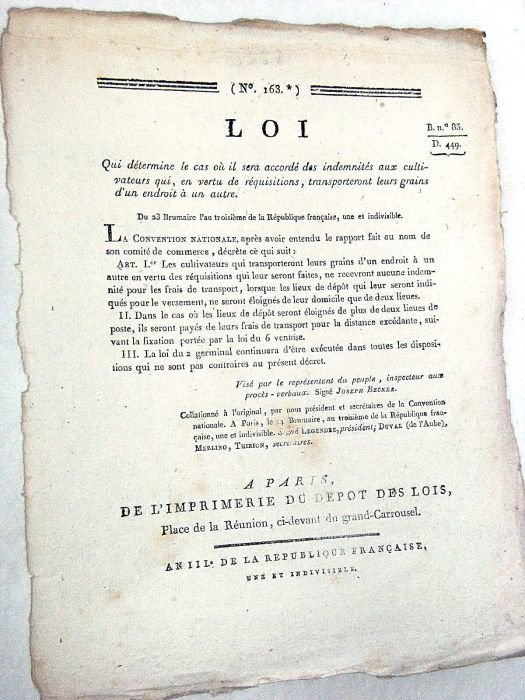 ( Nº. 163. * )
LOI
B. n.º 85.
D. 449.
Qui détermine le cas où il sera accordé des indemnités aux culti-
vateurs qui, en vertu de réquisitions, transporteront leurs grains
d'un endroit à un autre.
Du 23 Brumaire l'an troisième de la République française, une et indivisible.
LA CONVENTION NATIONALE, après avoir entendu le rapport fait au nom de
son comité de commerce, décrète ce qui suit:
ART. I.er Les cultivateurs qui transporteront leurs grains d'un endroit à un
autre en vertu des réquisitions qui leur seront faites, ne recevront aucune indem-
nité pour les frais de transport, lorsque les lieux de dépôt qui leur seront indi-
qués pour le versement, ne seront éloignés de leur domicile que de deux lieues.
II. Dans le cas où les lieux de dépôt seront éloignés de plus de deux lieues de
poste, ils seront payés de leurs frais de transport pour la distance excédante, sui-
vant la fixation portée par la loi du 6 ventose.
III. La loi du 2 germinal continuera d'être exécutée dans toutes les disposi-
tions qui ne sont pas contraires au présent décret.
Visé par le représentant du peuple, inspecteur aux
procès-verbaux. Signé JOSEPH BECKER.
Collationné à l'original, par nous président et secrétaires de la Convention
nationale. A Paris, le 24 Brumaire, an troisième de la République fran-
çaise, une et indivisible. Signé LEGENDRE, président; DUVAL (de l'Aube),
MERLINO, THIRION, secrétaires.
A PARIS,
DE L'IMPRIMERIE DU DEPOT DES LOIS,
Place de la Réunion, ci-devant du grand-Carrousel.
AN III.e DE LA REPUBLIQUE FRANÇAISE,
UNE ET INDIVISIBLE.